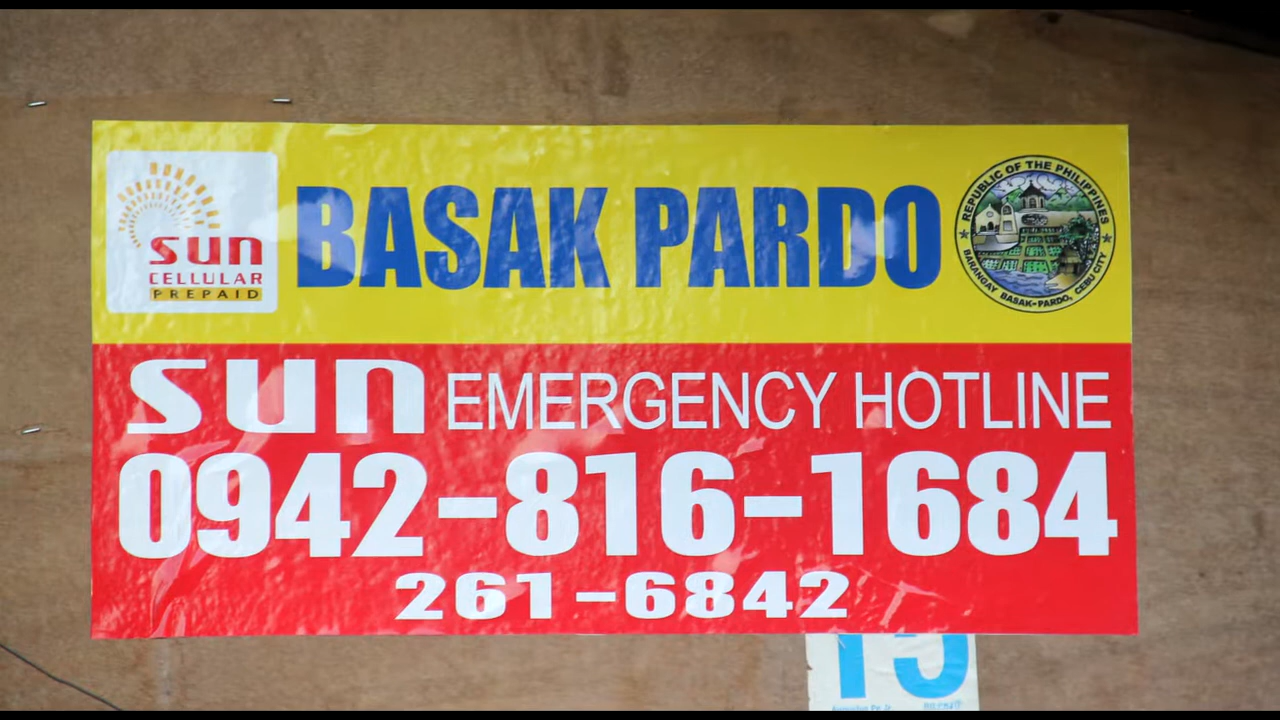 BASAK PARDO
sun
CELLULAR
PREPAID
REPUBLIC OF THE PHILIPPINES
BARANGAY BASAK-PARDO, CEBU CITY
sun EMERGENCY HOTLINE
0942-816-1684
261-6842
15